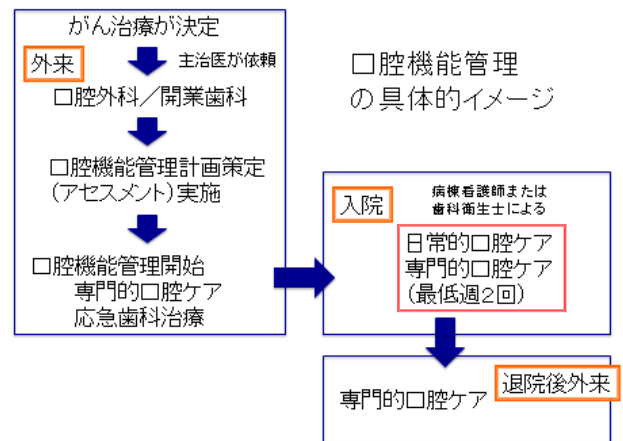 がん治療が決定
外来
主治医が依頼
口腔外科／開業歯科
口腔機能管理計画策定
(アセスメント)実施
口腔機能管理開始
専門的口腔ケア
応急歯科治療
口腔機能管理
の具体的イメージ
入院
病棟看護師または
歯科衛生士による
日常的口腔ケア
専門的口腔ケア
(最低週2回)
退院後外来
専門的口腔ケア